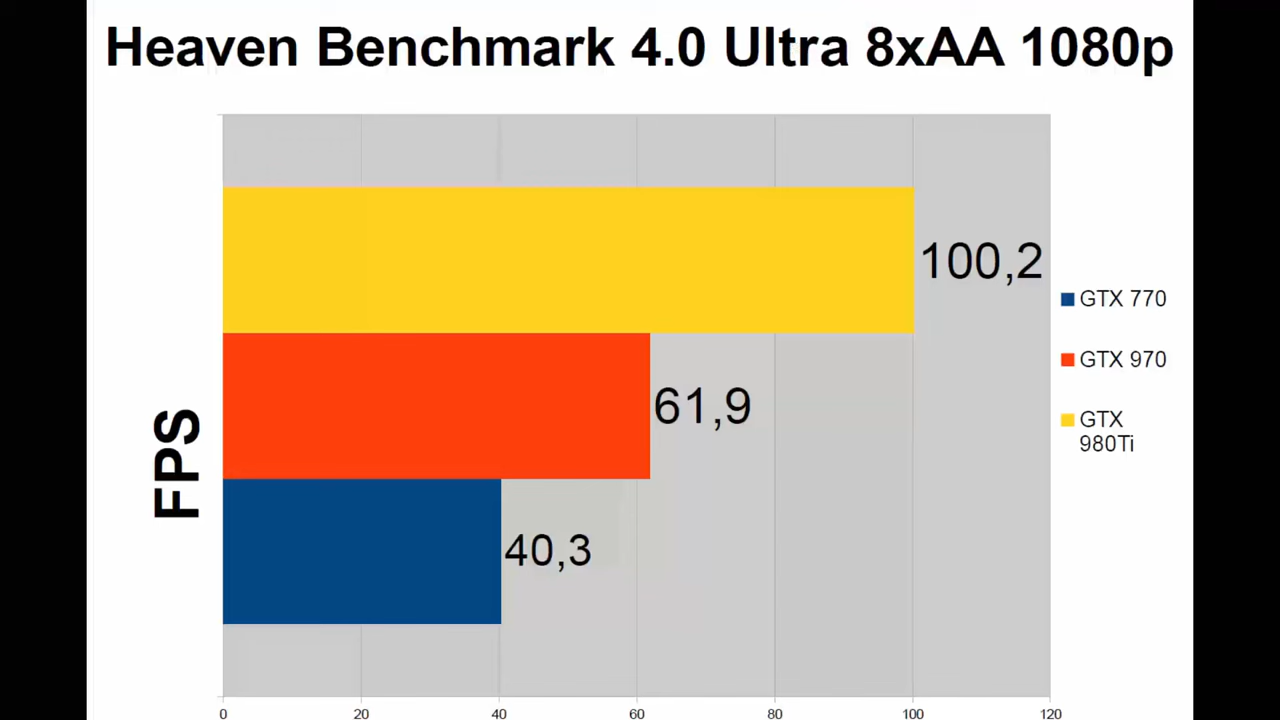 Heaven Benchmark 4.0 Ultra 8xAA 1080p
100,2
61,9
40,3
FPS
GTX 770
GTX 970
GTX
980Ti
0 20 40 60 80 100 120